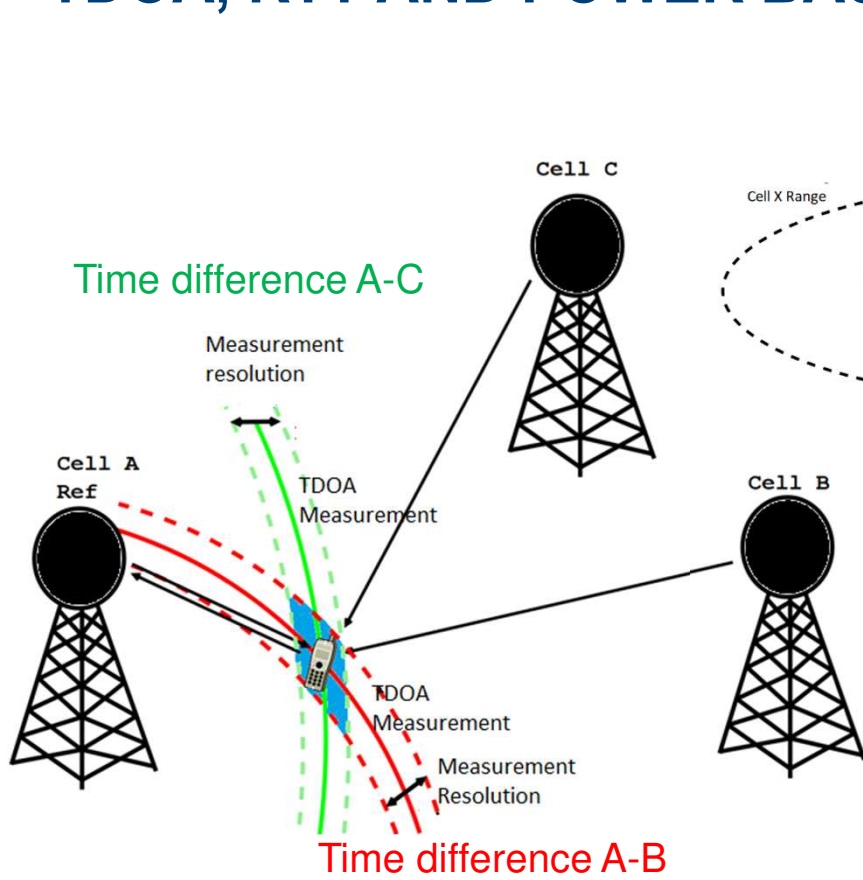 Cell C
Cell X Range
Time difference A-C
Measurement
resolution
Cell A
Ref
TDOA
Measurement
Cell B
TDOA
Measurement
Measurement
Resolution
Time difference A-B